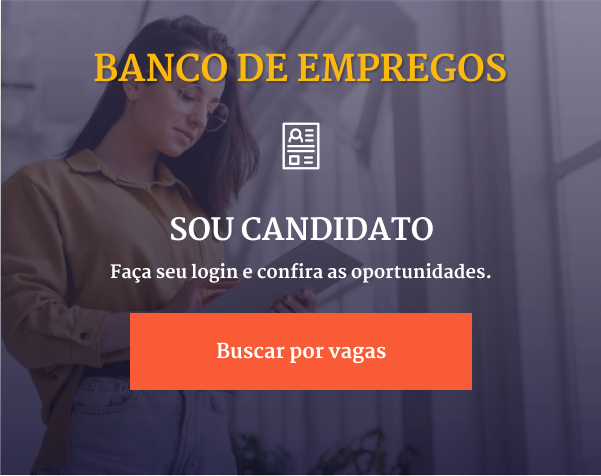 BANCO DE EMPREGOS
SOU CANDIDATO
Faça seu login e confira as oportunidades.
Buscar por vagas